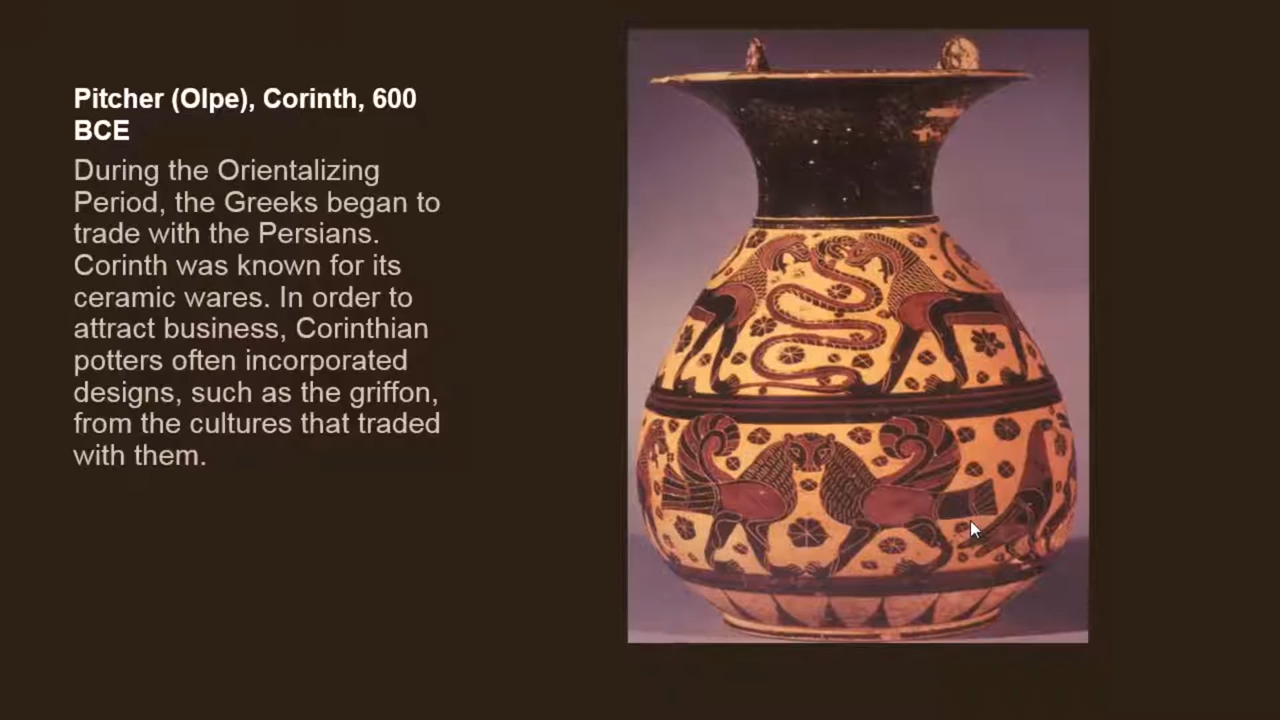 Pitcher (Olpe), Corinth, 600
BCE
During the Orientalizing
Period, the Greeks began to
trade with the Persians.
Corinth was known for its
ceramic wares. In order to
attract business, Corinthian
potters often incorporated
designs, such as the griffon,
from the cultures that traded
with them.